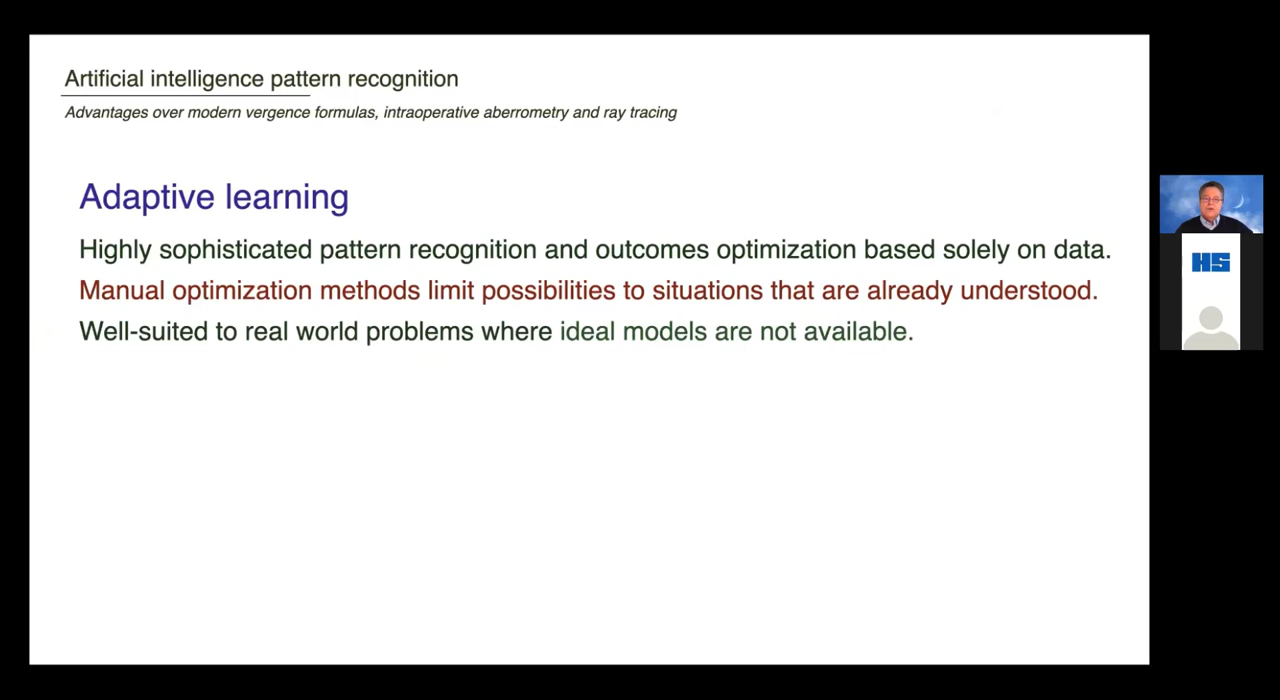 Artificial intelligence pattern recognition
Advantages over modern vergence formulas, intraoperative aberrometry and ray tracing
Adaptive learning
Highly sophisticated pattern recognition and outcomes optimization based solely on data.
Manual optimization methods limit possibilities to situations that are already understood.
Well-suited to real world problems where ideal models are not available.
HS